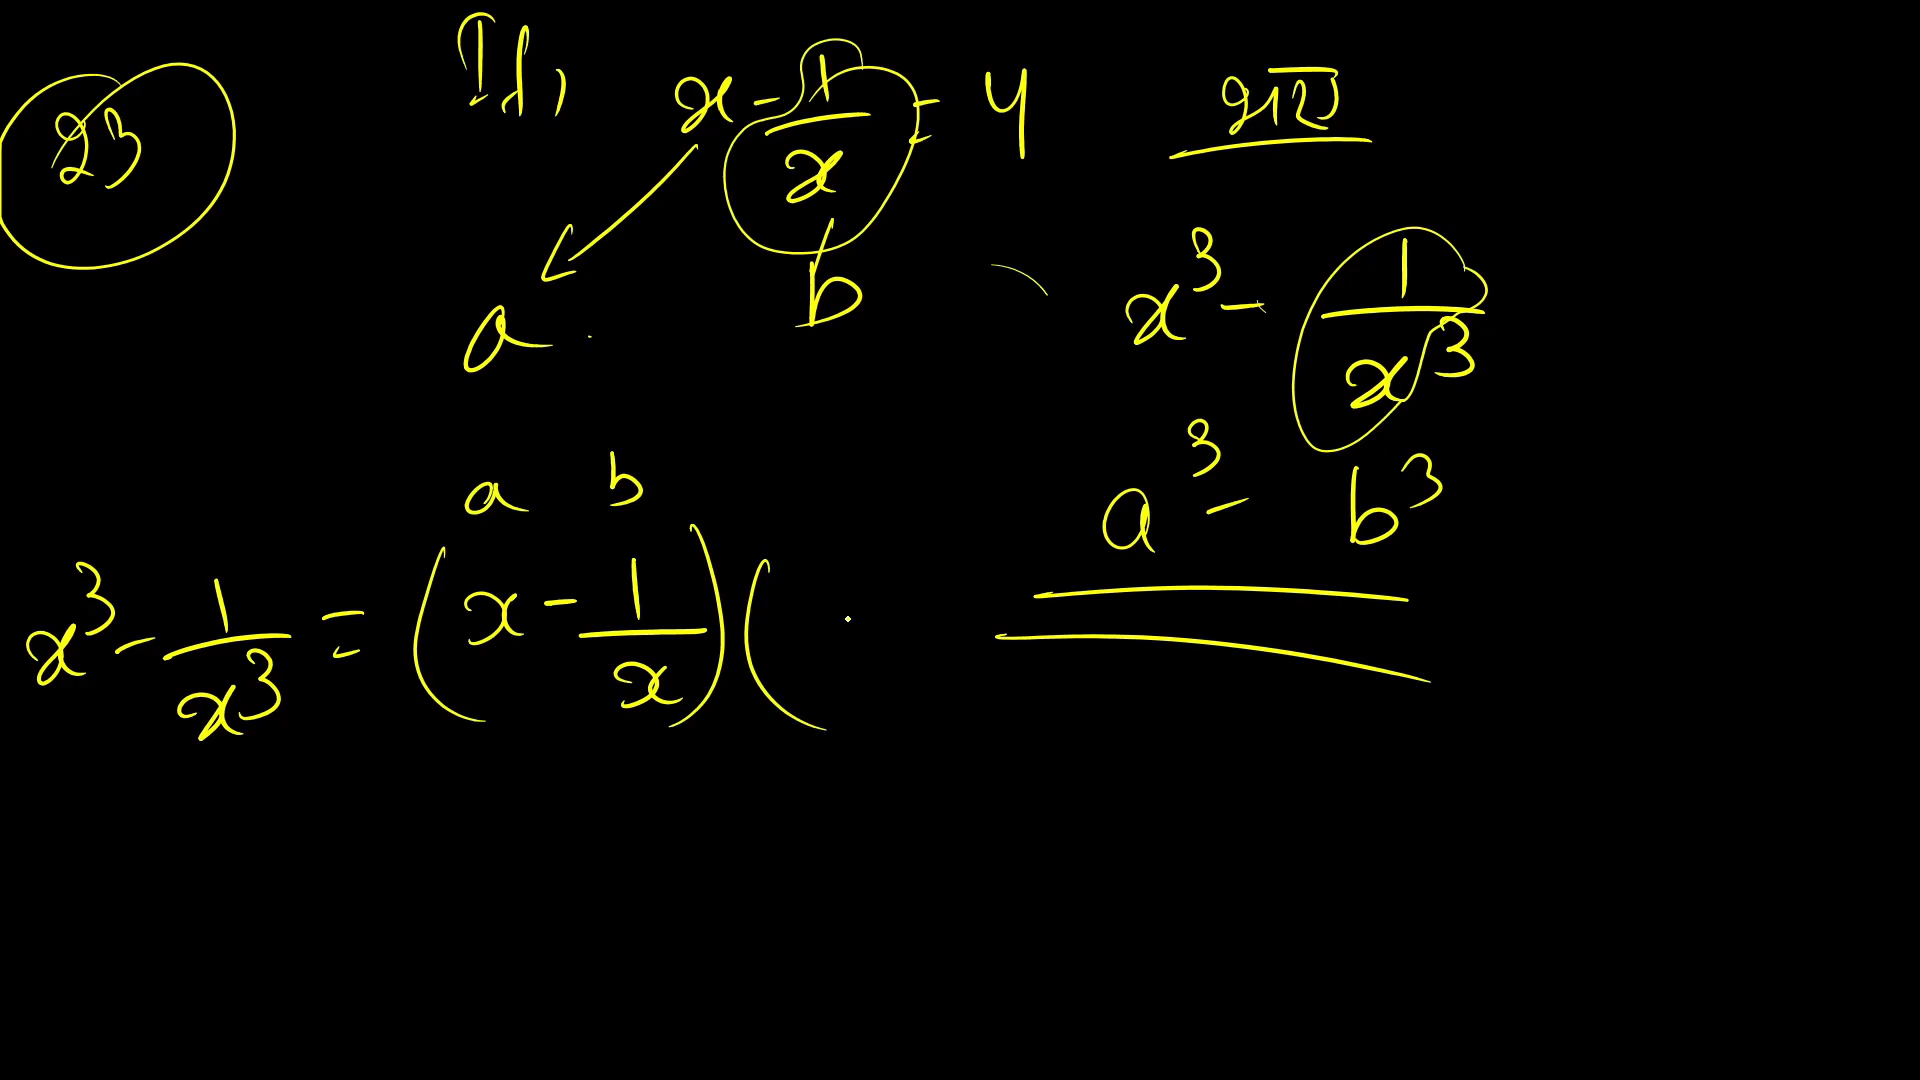 23 यदि, x - 1/x = 4
a b x³ - 1/x³
a b a³ - b³
x³ - 1/x³ = (x - 1/x)(